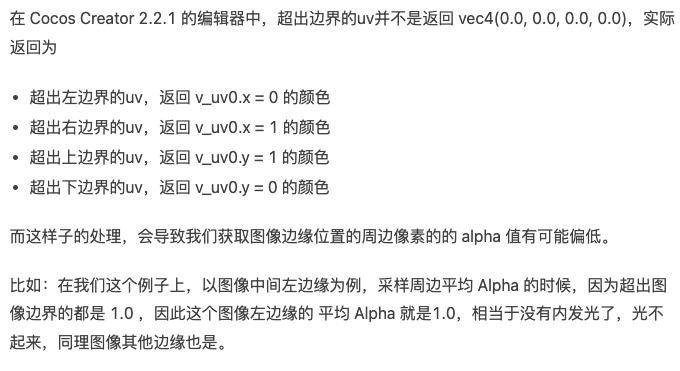 在 Cocos Creator 2.2.1 的编辑器中，超出边界的uv并不是返回 vec4(0.0, 0.0, 0.0, 0.0)，实际
返回为
• 超出左边界的uv，返回 v_uv0.x = 0 的颜色
• 超出右边界的uv，返回 v_uv0.x = 1 的颜色
• 超出上边界的uv，返回 v_uv0.y = 1 的颜色
• 超出下边界的uv，返回 v_uv0.y = 0 的颜色
而这样子的处理，会导致我们获取图像边缘位置的周边像素的的 alpha 值有可能偏低。
比如：在我们这个例子上，以图像中间左边缘为例，采样周边平均 Alpha 的时候，因为超出图
像边界的都是 1.0 ，因此这个图像左边缘的 平均 Alpha 就是1.0，相当于没有内发光了，光不
起来，同理图像其他边缘也是。